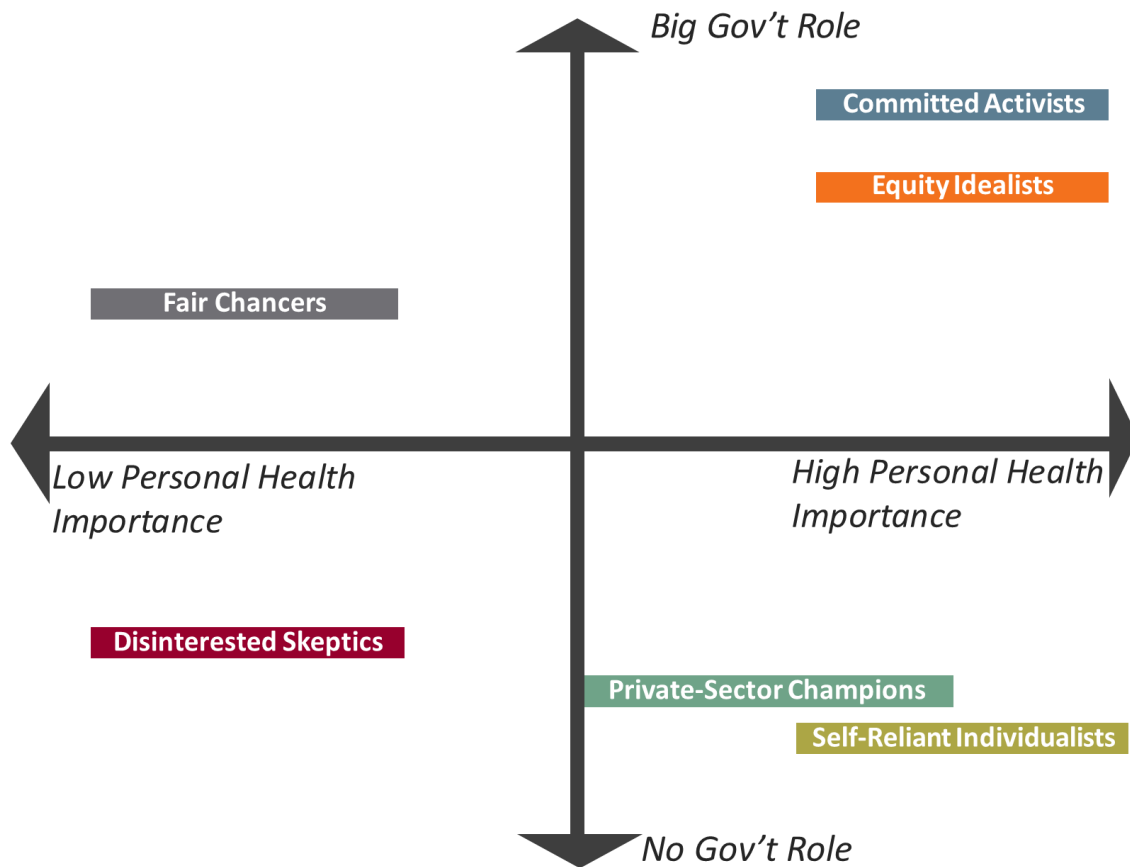 Big Gov’t Role
Committed Activists
Equity Idealists
Fair Chancers
Low Personal Health
Importance
High Personal Health
Importance
Disinterested Skeptics
Private-Sector Champions
Self-Reliant Individualists
No Gov’t Role